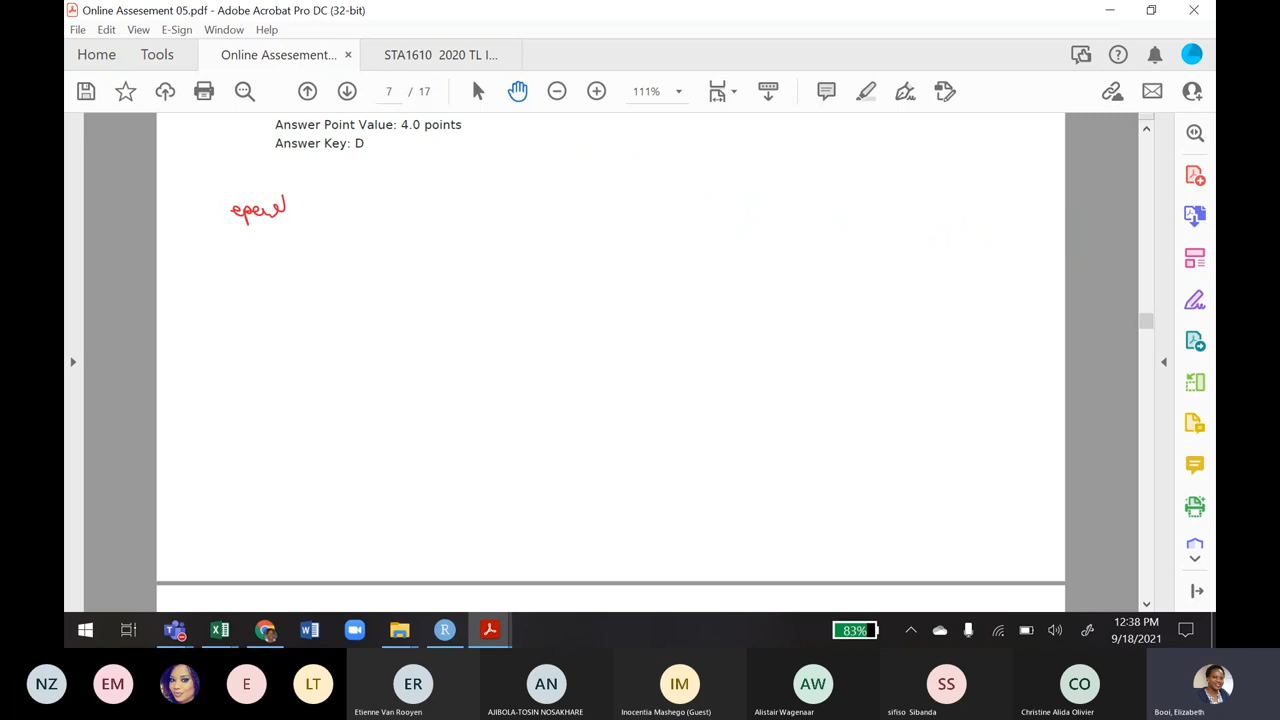 Online Assesement 05.pdf - Adobe Acrobat Pro DC (32-bit)
File Edit View E-Sign Window Help
Home Tools Online Assesement... × STA1610 2020 TL I...
7 / 17 111%
Answer Point Value: 4.0 points
Answer Key: D
83% 12:38 PM
9/18/2021
NZ EM E LT ER AN IM AW SS CO
Etienne Van Rooyen AJIBOLA-TOSIN NOSAKHARE Inocentia Mashego (Guest) Alistair Wagenaar sifiso Sibanda Christine Alida Olivier Booi, Elizabeth